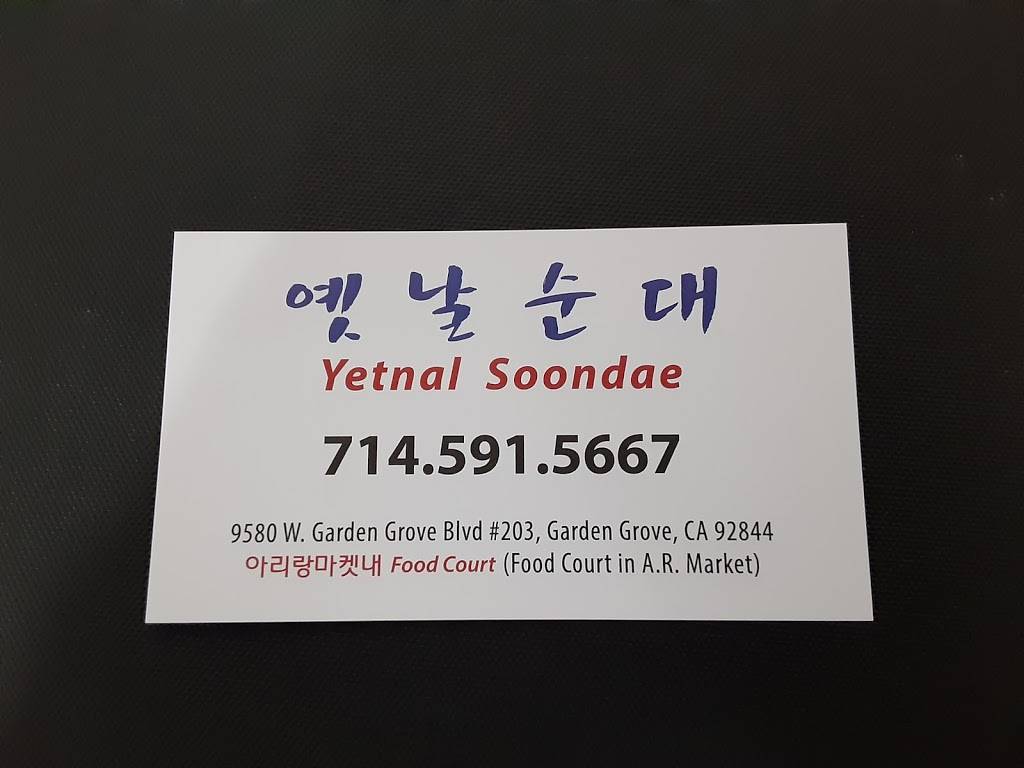 옛날순대
Yetnal Soondae
714.591.5667
9580 W. Garden Grove Blvd #203, Garden Grove, CA 92844
아리랑마켓내 Food Court (Food Court in A.R. Market)